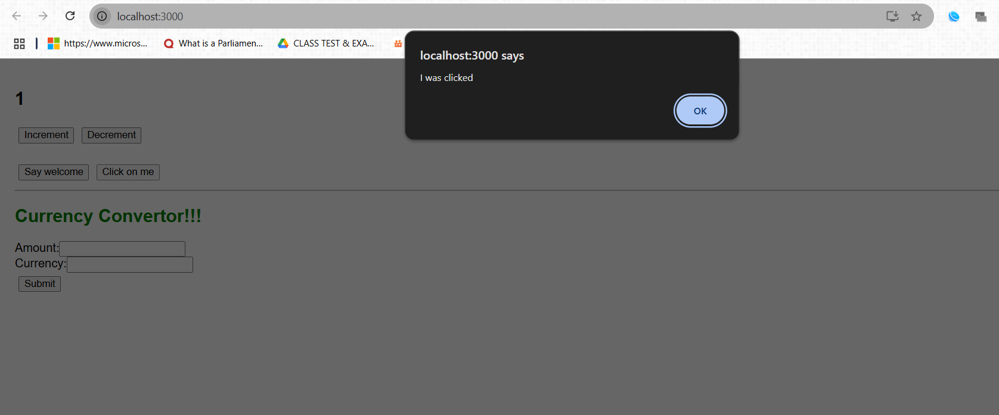 localhost:3000
https://www.micros...
What is a Parliamen...
CLASS TEST & EXA...
localhost:3000 says
I was clicked
OK
1
Increment Decrement
Say welcome Click on me
Currency Convertor!!!
Amount:
Currency:
Submit